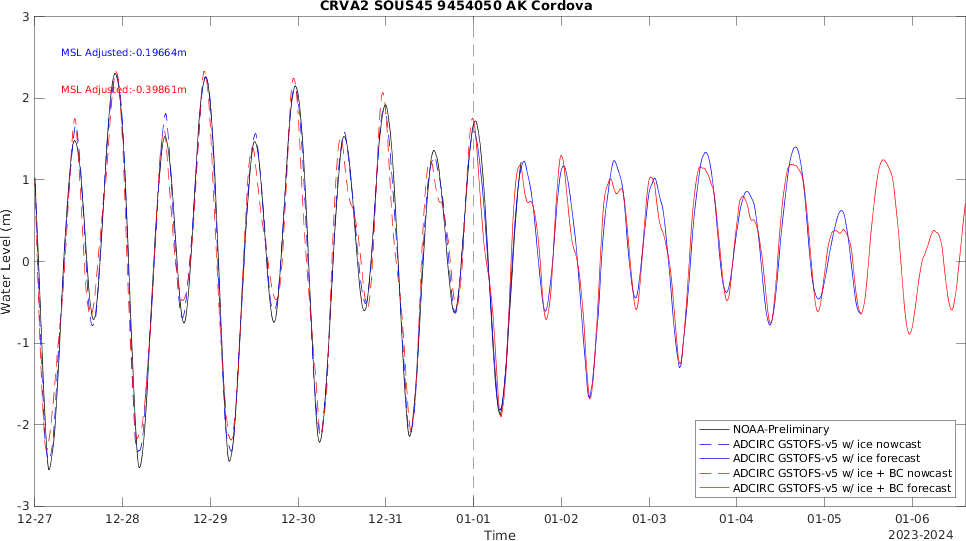 CRVA2 SOUS45 9454050 AK Cordova
MSL Adjusted:-0.19664m
MSL Adjusted:-0.39861m
Water Level (m)
3
2
1
0
-1
-2
-3
NOAA-Preliminary
ADCIRC GSTOFS-v5 w/ ice nowcast
ADCIRC GSTOFS-v5 w/ ice forecast
ADCIRC GSTOFS-v5 w/ ice + BC nowcast
ADCIRC GSTOFS-v5 w/ ice + BC forecast
12-27 12-28 12-29 12-30 12-31 01-01 01-02 01-03 01-04 01-05 01-06
Time
2023-2024